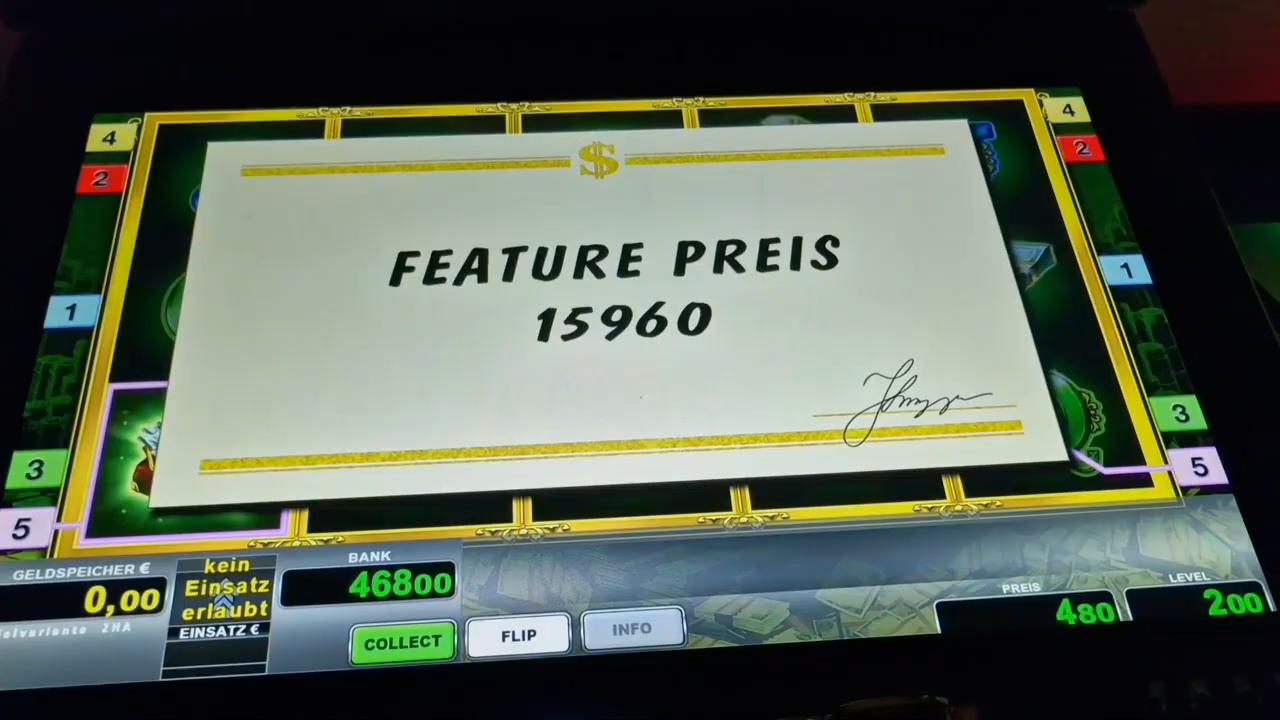 4
4
2
2
$
FEATURE PREIS
15960
1
1
3
3
5
5
GELDSPEICHER €
0,00
kein
Einsatz
erlaubt
EINSATZ €
BANK
46800
COLLECT
FLIP
INFO
PREIS
480
LEVEL
200
2HA